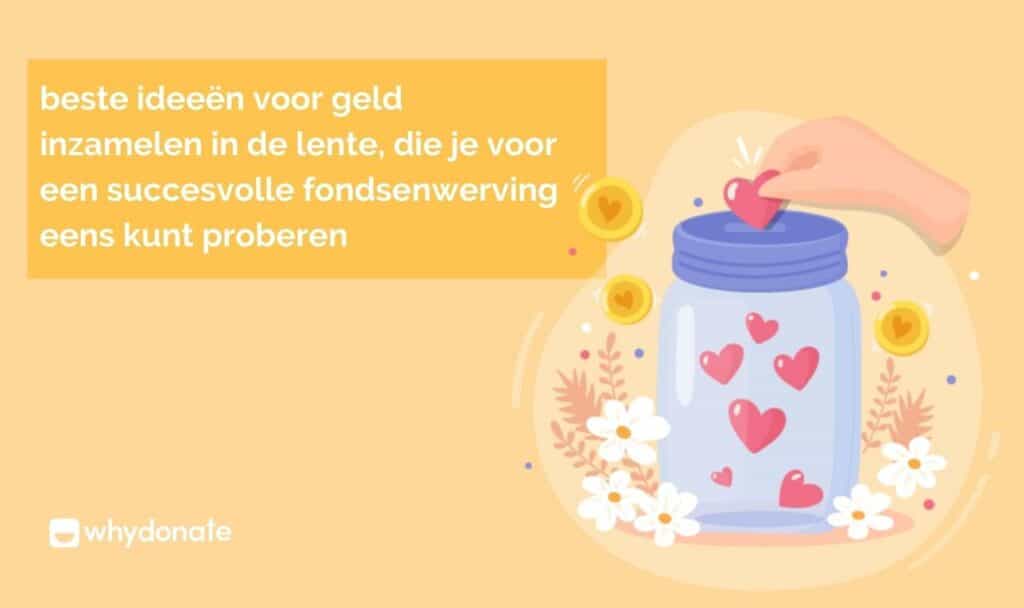 beste ideeën voor geld
inzamelen in de lente, die je voor
een succesvolle fondsenwerving
eens kunt proberen
whydonate